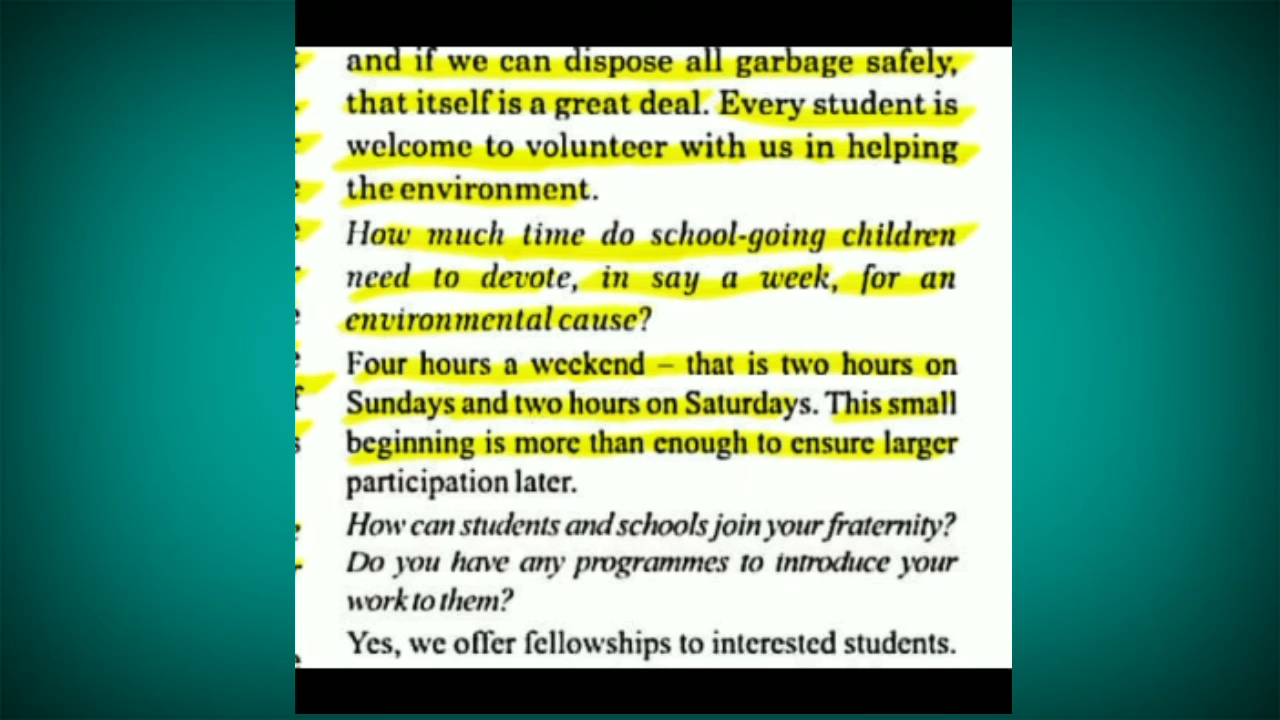 and if we can dispose all garbage safely,
that itself is a great deal. Every student is
welcome to volunteer with us in helping
the environment.
How much time do school-going children
need to devote, in say a week, for an
environmental cause?
Four hours a weekend – that is two hours on
Sundays and two hours on Saturdays. This small
beginning is more than enough to ensure larger
participation later.
How can students and schools join your fraternity?
Do you have any programmes to introduce your
work to them?
Yes, we offer fellowships to interested students.